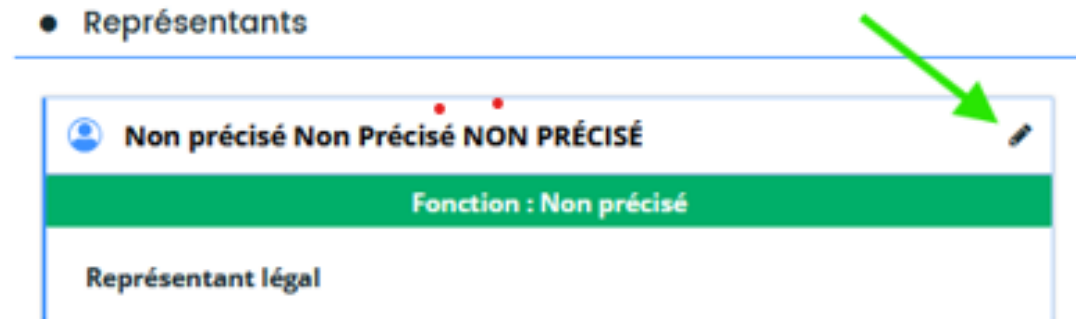 Représentants
Non précisé Non Précisé NON PRÉCISÉ
Fonction : Non précisé
Représentant légal